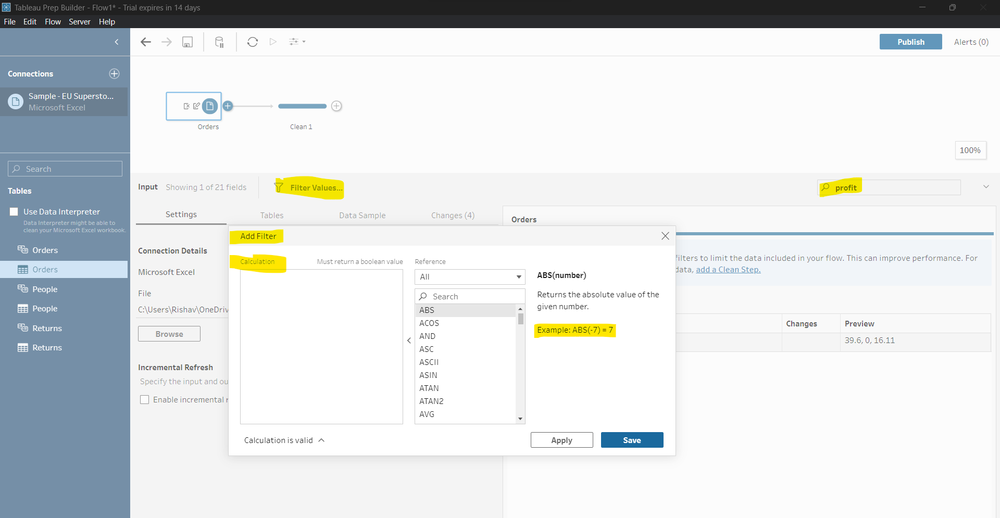 Tableau Prep Builder - Flow1* - Trial expires in 14 days
File Edit Flow Server Help
Publish
Alerts (0)
Connections
Sample - EU Supersto...
Microsoft Excel
Orders
Clean 1
100%
Search
Tables
Use Data Interpreter
Data Interpreter might be able to
clean your Microsoft Excel workbook.
Orders
Orders
People
People
Returns
Returns
Input Showing 1 of 21 fields
Filter Values...
profit
Settings Tables Data Sample Changes (4)
Connection Details
Microsoft Excel
File
C:\Users\Rishav\OneDriv
Browse
Incremental Refresh
Specify the input and ou
Enable incremental r
Orders
filters to limit the data included in your flow. This can improve performance. For
data, add a Clean Step.
Changes Preview
39.6, 0, 16.11
Add Filter
Calculation Must return a boolean value Reference
All
Search
ABS
ACOS
AND
ASC
ASCII
ASIN
ATAN
ATAN2
AVG
ABS(number)
Returns the absolute value of the
given number.
Example: ABS(-7) = 7
Calculation is valid
Apply
Save